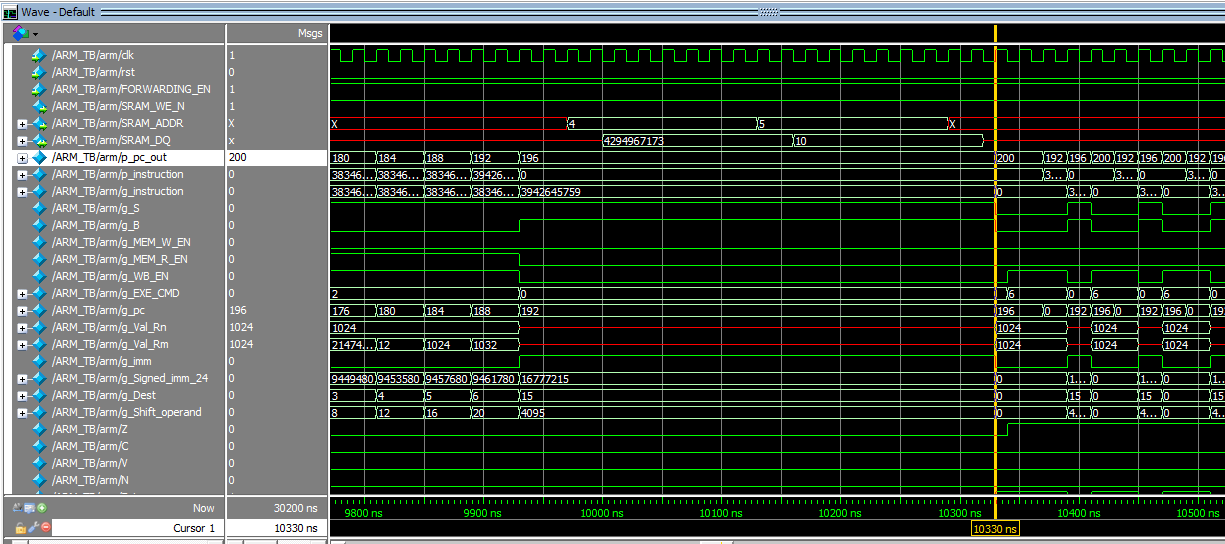 Wave - Default
Msgs
/ARM_TB/arm/clk 1
/ARM_TB/arm/rst 0
/ARM_TB/arm/FORWARDING_EN 1
/ARM_TB/arm/SRAM_WE_N 1
/ARM_TB/arm/SRAM_ADDR X X 4 5 X
/ARM_TB/arm/SRAM_DQ x 4294967173 10
/ARM_TB/arm/p_pc_out 200 180 184 188 192 196 200 192 196 200 192 196 200 192 196
/ARM_TB/arm/p_instruction 0 38346... 38346... 38346... 39426... 0 3... 0 3... 0 3... 0
/ARM_TB/arm/g_instruction 0 38346... 38346... 38346... 38346... 3942645759 0 3... 0 3... 0 3...
/ARM_TB/arm/g_S 0
/ARM_TB/arm/g_B 0
/ARM_TB/arm/g_MEM_W_EN 0
/ARM_TB/arm/g_MEM_R_EN 0
/ARM_TB/arm/g_WB_EN 0
/ARM_TB/arm/g_EXE_CMD 0 2 0 6 0 6 0 6 0
/ARM_TB/arm/g_pc 196 176 180 184 188 192 196 0 192 196 0 192 196 0 19
/ARM_TB/arm/g_Val_Rn 1024 1024 1024 1024 1024
/ARM_TB/arm/g_Val_Rm 1024 21474... 12 1024 1032 1024 1024 1024
/ARM_TB/arm/g_imm 0
/ARM_TB/arm/g_Signed_imm_24 0 9449480 9453580 9457680 9461780 16777215 0 1... 0 1... 0 1...
/ARM_TB/arm/g_Dest 0 3 4 5 6 15 0 15 0 15 0 15
/ARM_TB/arm/g_Shift_operand 0 8 12 16 20 4095 0 4... 0 4... 0 4...
/ARM_TB/arm/Z 0
/ARM_TB/arm/C 0
/ARM_TB/arm/V 0
/ARM_TB/arm/N 0
Now 30200 ns
9800 ns 9900 ns 10000 ns 10100 ns 10200 ns 10300 ns 10400 ns 10500 ns
Cursor 1 10330 ns 10330 ns